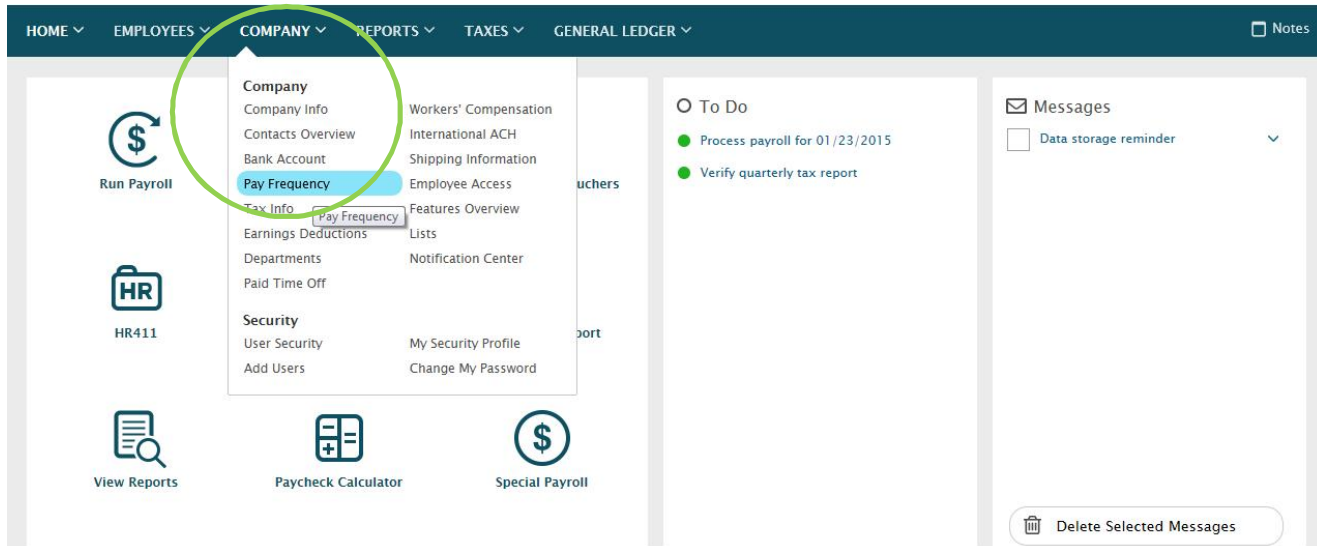 HOME EMPLOYEES COMPANY REPORTS TAXES GENERAL LEDGER Notes
Company
Company Info Workers' Compensation
Contacts Overview International ACH
Bank Account Shipping Information
Pay Frequency Employee Access
Tax Info Features Overview
Pay Frequency
Earnings Deductions Lists
Departments Notification Center
Paid Time Off
Security
User Security My Security Profile
Add Users Change My Password
Run Payroll
uchers
HR
HR411
port
View Reports Paycheck Calculator Special Payroll
To Do
Process payroll for 01/23/2015
Verify quarterly tax report
Messages
Data storage reminder
Delete Selected Messages